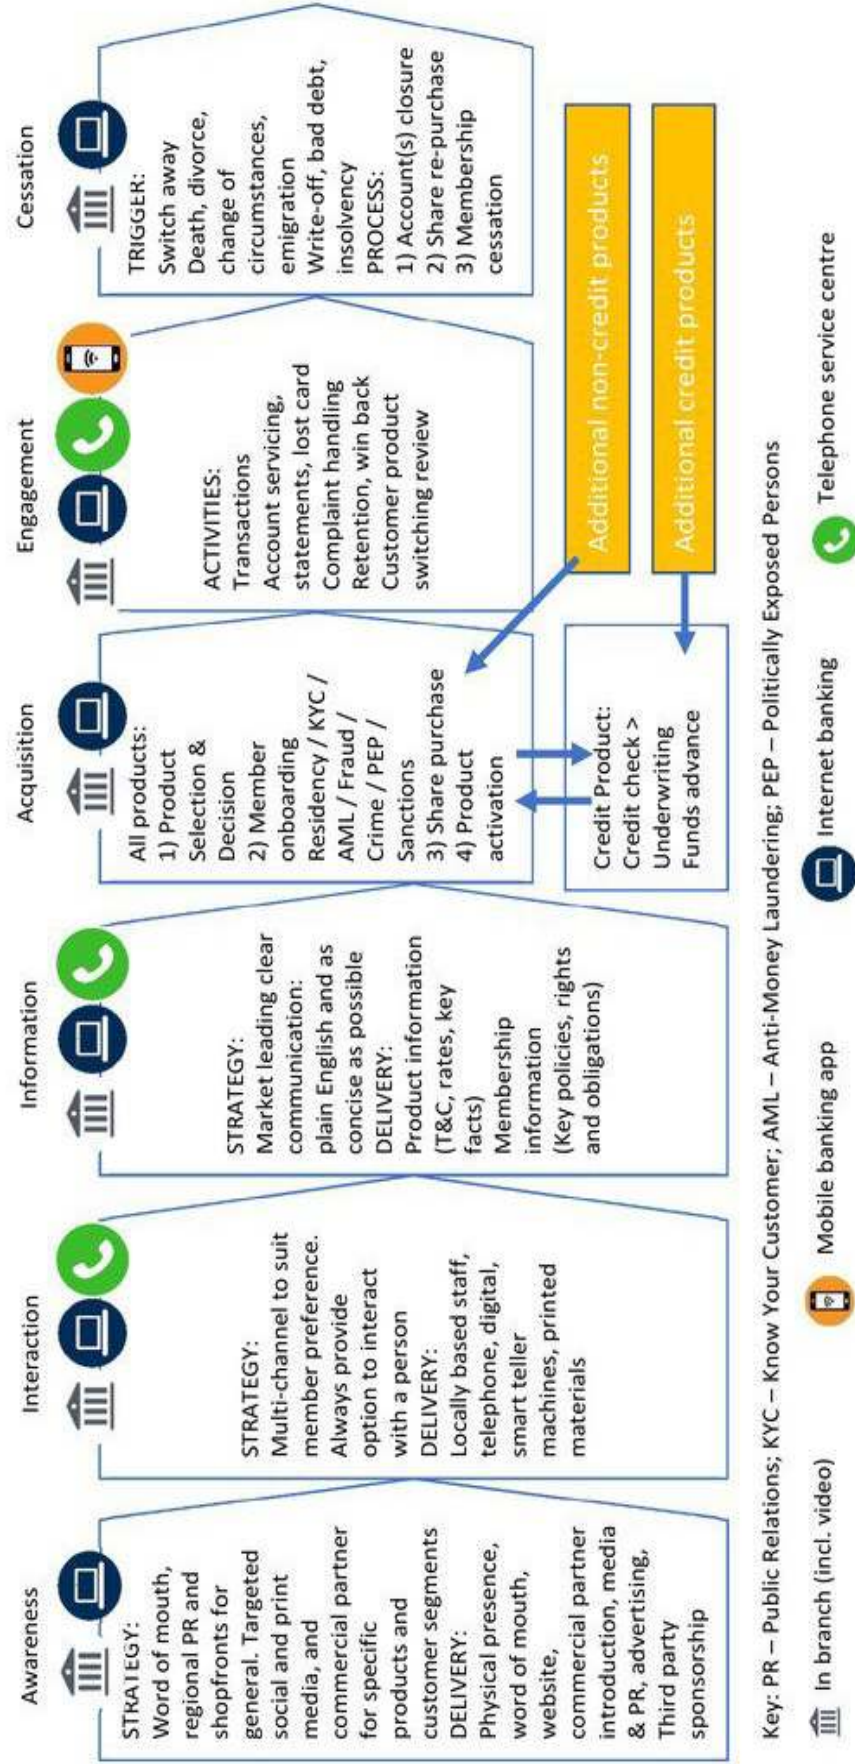 Awareness
STRATEGY:
Word of mouth,
regional PR and
shopfronts for
general. Targeted
social and print
media, and
commercial partner
for specific
products and
customer segments
DELIVERY:
Physical presence,
word of mouth,
website,
commercial partner
introduction, media
& PR, advertising,
Third party
sponsorship
Interaction
STRATEGY:
Multi-channel to suit
member preference.
Always provide
option to interact
with a person
DELIVERY:
Locally based staff,
telephone, digital,
smart teller
machines, printed
materials
Information
STRATEGY:
Market leading clear
communication:
plain English and as
concise as possible
DELIVERY:
Product information
(T&C, rates, key
facts)
Membership
information
(Key policies, rights
and obligations)
Acquisition
All products:
1) Product
Selection &
Decision
2) Member
onboarding
Residency / KYC /
AML / Fraud /
Crime / PEP /
Sanctions
3) Share purchase
4) Product
activation
Credit Product:
Credit check >
Underwriting
Funds advance
Engagement
ACTIVITIES:
Transactions
Account servicing,
statements, lost card
Complaint handling
Retention, win back
Customer product
switching review
Cessation
TRIGGER:
Switch away
Death, divorce,
change of
circumstances,
emigration
Write-off, bad debt,
insolvency
PROCESS:
1) Account(s) closure
2) Share re-purchase
3) Membership
cessation
Additional non-credit products
Additional credit products
Key: PR – Public Relations; KYC – Know Your Customer; AML – Anti-Money Laundering; PEP – Politically Exposed Persons
In branch (incl. video)
Mobile banking app
Internet banking
Telephone service centre